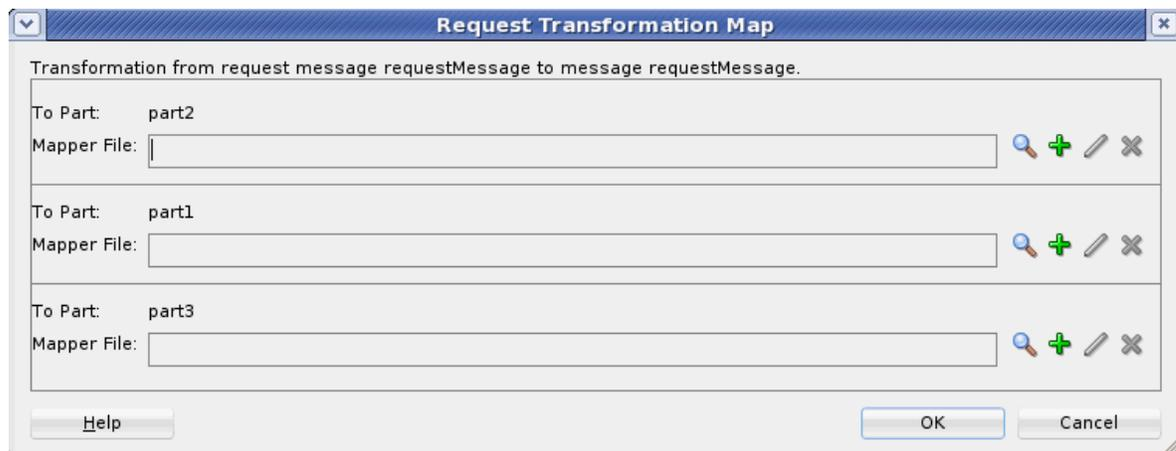 Request Transformation Map
Transformation from request message requestMessage to message requestMessage.
To Part: part2
Mapper File:
To Part: part1
Mapper File:
To Part: part3
Mapper File:
Help OK Cancel